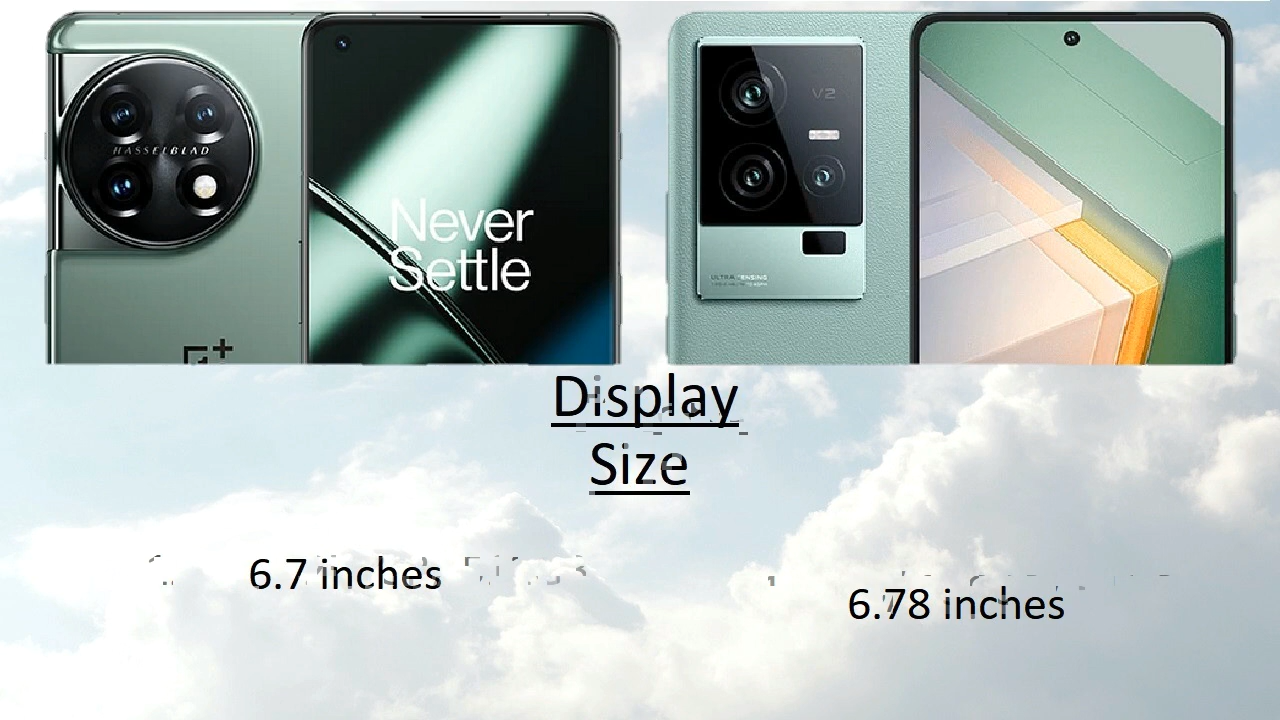 HASSELBLAD
Never
Settle
V2
Display
Size
6.7 inches
6.78 inches